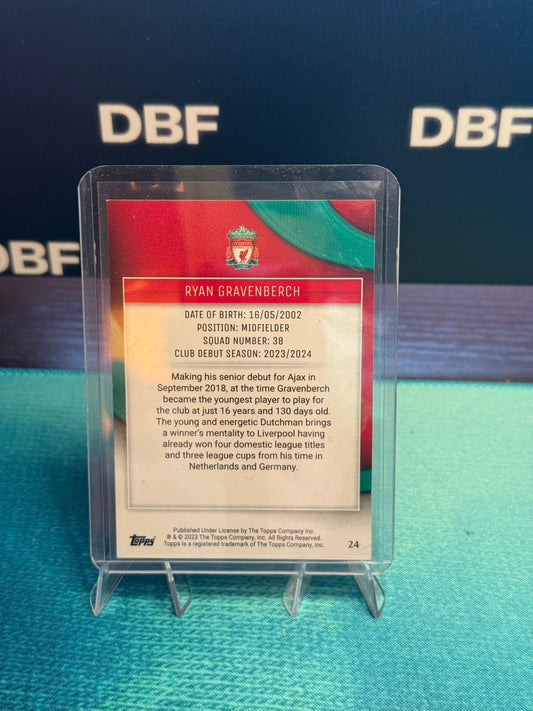 DBF
DBF
DBF
LIVERPOOL
RYAN GRAVENBERCH
DATE OF BIRTH: 16/05/2002
POSITION: MIDFIELDER
SQUAD NUMBER: 38
CLUB DEBUT SEASON: 2023/2024
Making his senior debut for Ajax in
September 2018, at the time Gravenberch
became the youngest player to play for
the club at just 16 years and 130 days old.
The young and energetic Dutchman brings
a winner's mentality to Liverpool having
already won four domestic league titles
and three league cups from his time in
Netherlands and Germany.
Published Under License by The Topps Company Inc.
® & © 2023 The Topps Company, Inc. All Rights Reserved.
Topps is a registered trademark of The Topps Company, Inc.
Topps
24